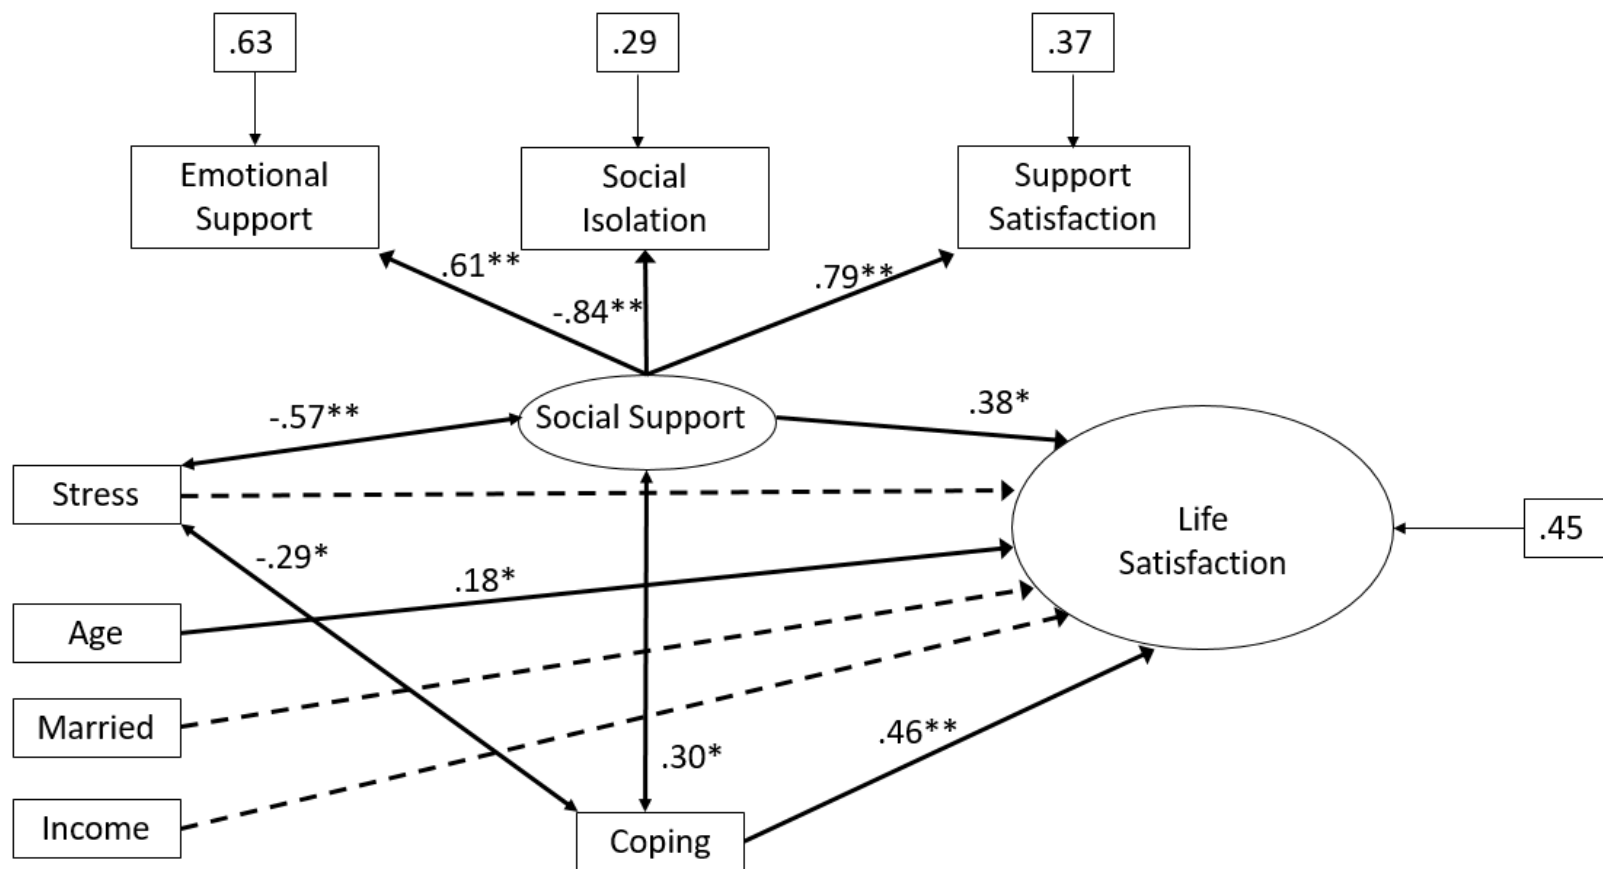 .63
.29
.37
Emotional
Support
Social
Isolation
Support
Satisfaction
.61**
-.84**
.79**
-.57**
Social Support
.38*
Stress
Life
Satisfaction
.45
-.29*
.18*
Age
Married
.46**
.30*
Income
Coping